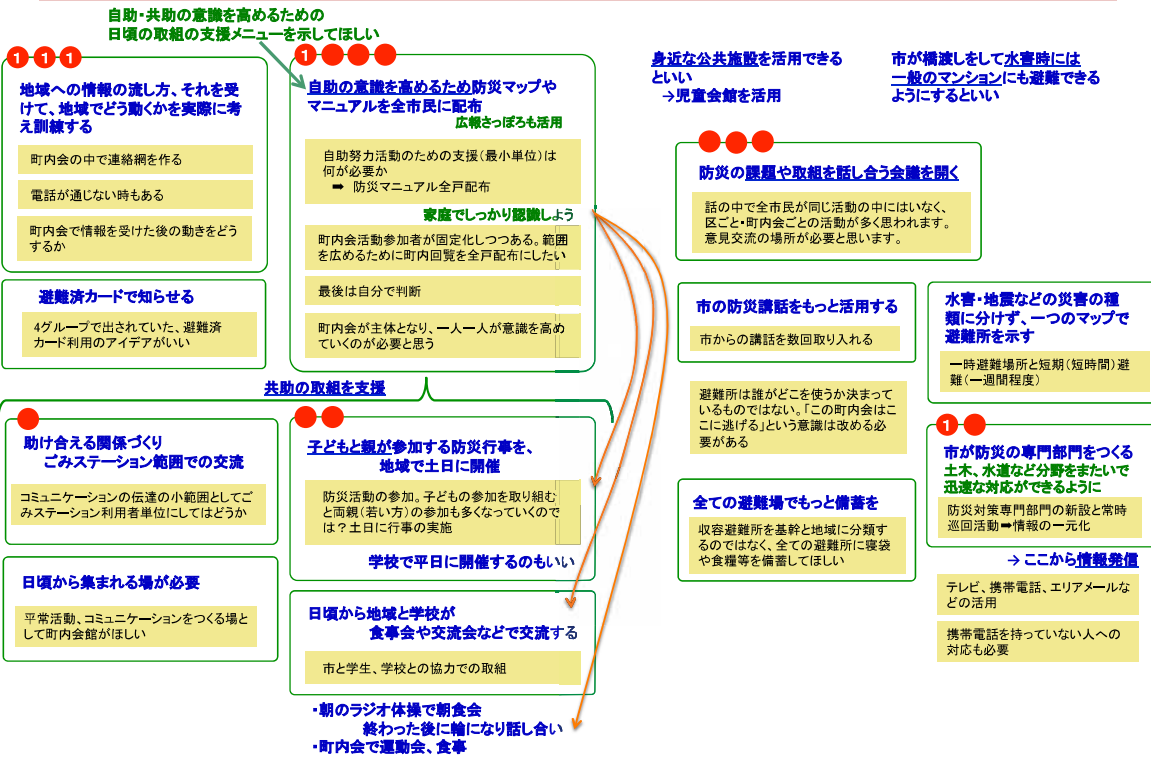 自助・共助の意識を高めるための
日頃の取組の支援メニューを示してほしい
1 1 1
地域への情報の流し方、それを受
けて、地域でどう動くかを実際に考
え訓練する
町内会の中で連絡網を作る
電話が通じない時もある
町内会で情報を受けた後の動きをどう
するか
避難済カードで知らせる
4グループで出されていた、避難済
カード利用のアイデアがいい
1
自助の意識を高めるため防災マップや
マニュアルを全市民に配布
広報さっぽろも活用
自助努力活動のための支援（最小単位）は
何が必要か
➡ 防災マニュアル全戸配布
家庭でしっかり認識しよう
町内会活動参加者が固定化しつつある。範囲
を広めるために町内回覧を全戸配布にしたい
最後は自分で判断
町内会が主体となり、一人一人が意識を高め
ていくのが必要と思う
共助の取組を支援
助け合える関係づくり
ごみステーション範囲での交流
コミュニケーションの伝達の小範囲としてご
みステーション利用者単位にしてはどうか
日頃から集まれる場が必要
平常活動、コミュニケーションをつくる場と
して町内会館がほしい
子どもと親が参加する防災行事を、
地域で土日に開催
防災活動の参加。子どもの参加を取り組む
と両親（若い方）の参加も多くなっていくので
は？土日に行事の実施
学校で平日に開催するのもいい
日頃から地域と学校が
食事会や交流会などで交流する
市と学生、学校との協力での取組
・朝のラジオ体操で朝食会
終わった後に輪になり話し合い
・町内会で運動会、食事
身近な公共施設を活用できる
といい
→児童会館を活用
市が橋渡しをして水害時には
一般のマンションにも避難できる
ようにするといい
防災の課題や取組を話し合う会議を開く
話の中で全市民が同じ活動の中にはいなく、
区ごと・町内会ごとの活動が多く思われます。
意見交流の場所が必要と思います。
市の防災講話をもっと活用する
市からの講話を数回取り入れる
避難所は誰がどこを使うか決まって
いるものではない。「この町内会はこ
こに逃げる」という意識は改める必
要がある
全ての避難場でもっと備蓄を
収容避難所を基幹と地域に分類す
るのではなく、全ての避難所に寝袋
や食糧等を備蓄してほしい
水害・地震などの災害の種
類に分けず、一つのマップで
避難所を示す
一時避難場所と短期（短時間）避
難（一週間程度）
1
市が防災の専門部門をつくる
土木、水道など分野をまたいで
迅速な対応ができるように
防災対策専門部門の新設と常時
巡回活動➡情報の一元化
→ ここから情報発信
テレビ、携帯電話、エリアメールな
どの活用
携帯電話を持っていない人への
対応も必要